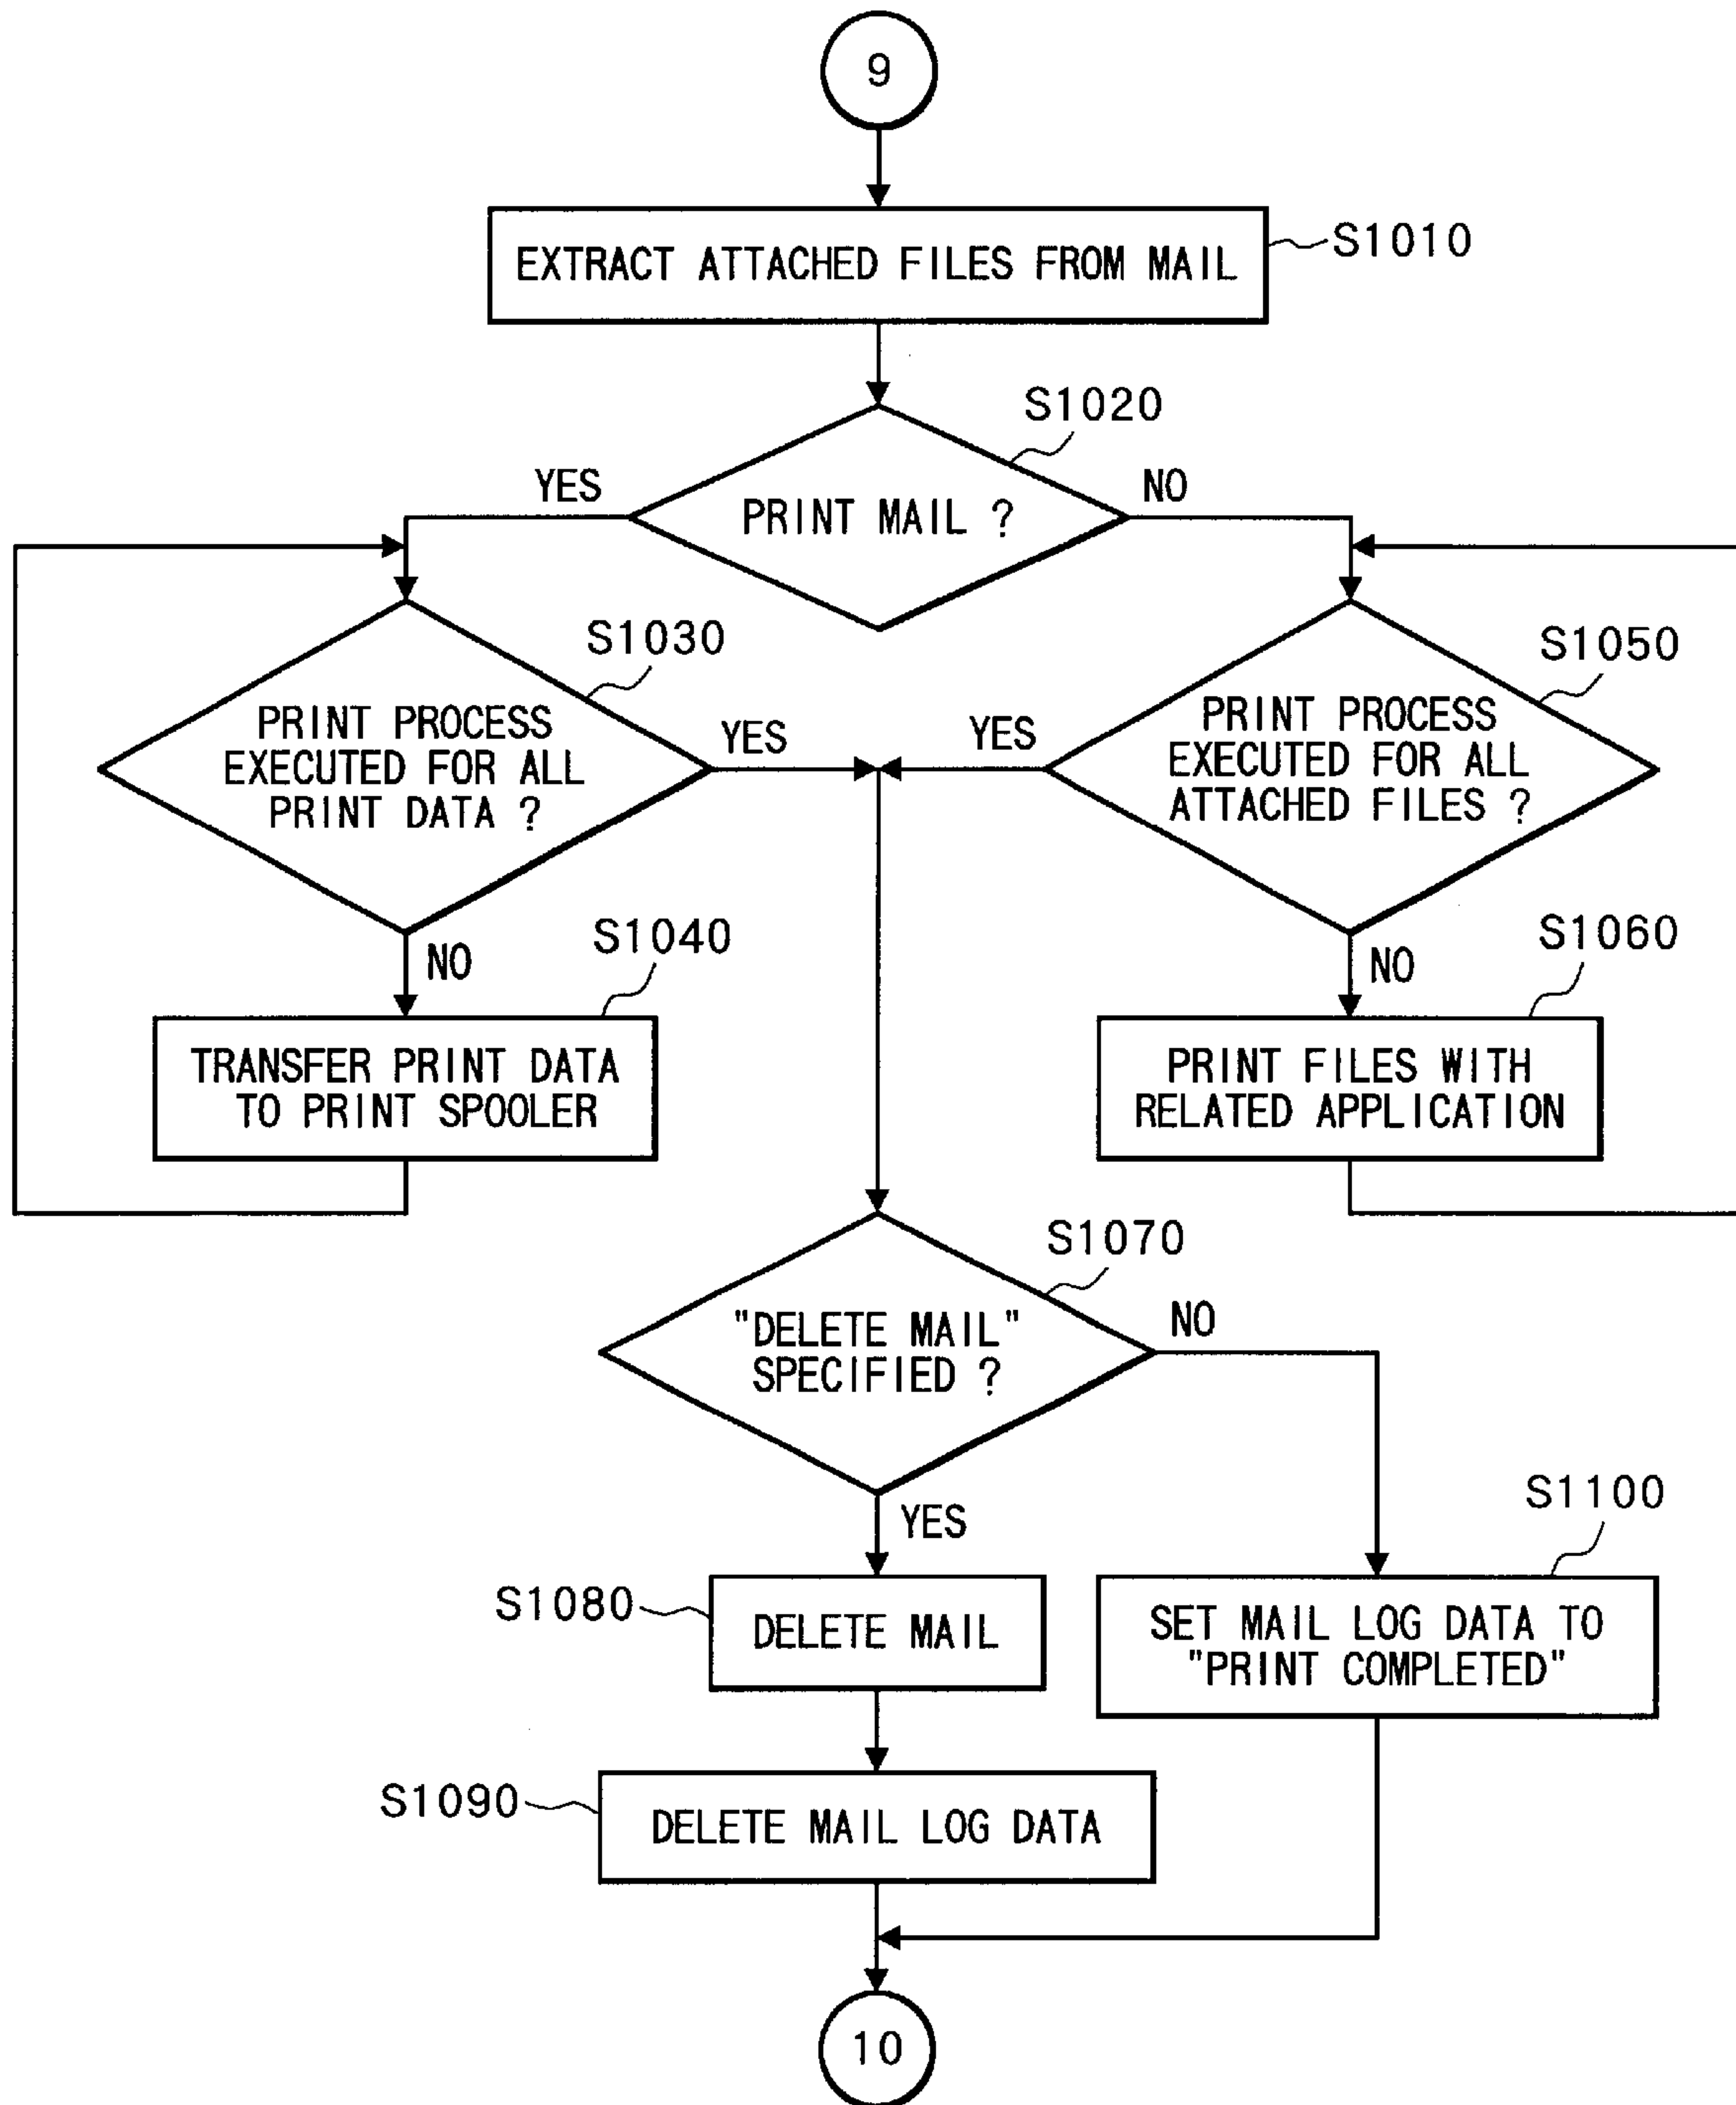 9
EXTRACT ATTACHED FILES FROM MAIL
S1010
S1020
YES
NO
PRINT MAIL ?
S1030
S1050
PRINT PROCESS
EXECUTED FOR ALL
PRINT DATA ?
YES
YES
PRINT PROCESS
EXECUTED FOR ALL
ATTACHED FILES ?
S1040
NO
S1060
NO
TRANSFER PRINT DATA
TO PRINT SPOOLER
PRINT FILES WITH
RELATED APPLICATION
S1070
"DELETE MAIL"
SPECIFIED ?
NO
YES
S1100
S1080
DELETE MAIL
SET MAIL LOG DATA TO
"PRINT COMPLETED"
S1090
DELETE MAIL LOG DATA
10